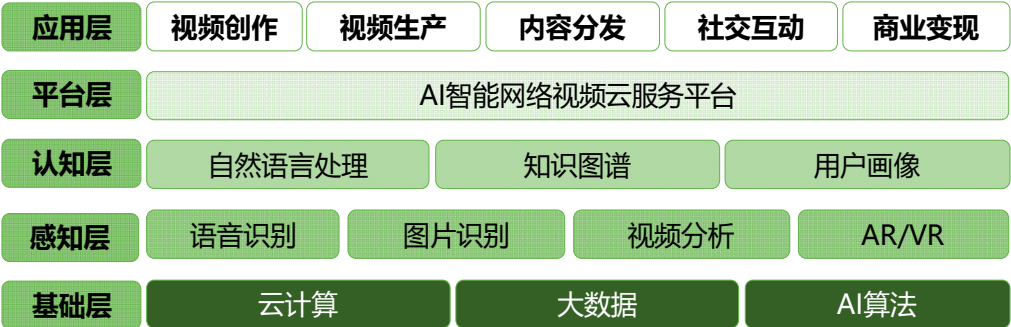 应用层 视频创作 视频生产 内容分发 社交互动 商业变现
平台层 AI智能网络视频云服务平台
认知层 自然语言处理 知识图谱 用户画像
感知层 语音识别 图片识别 视频分析 AR/VR
基础层 云计算 大数据 AI算法